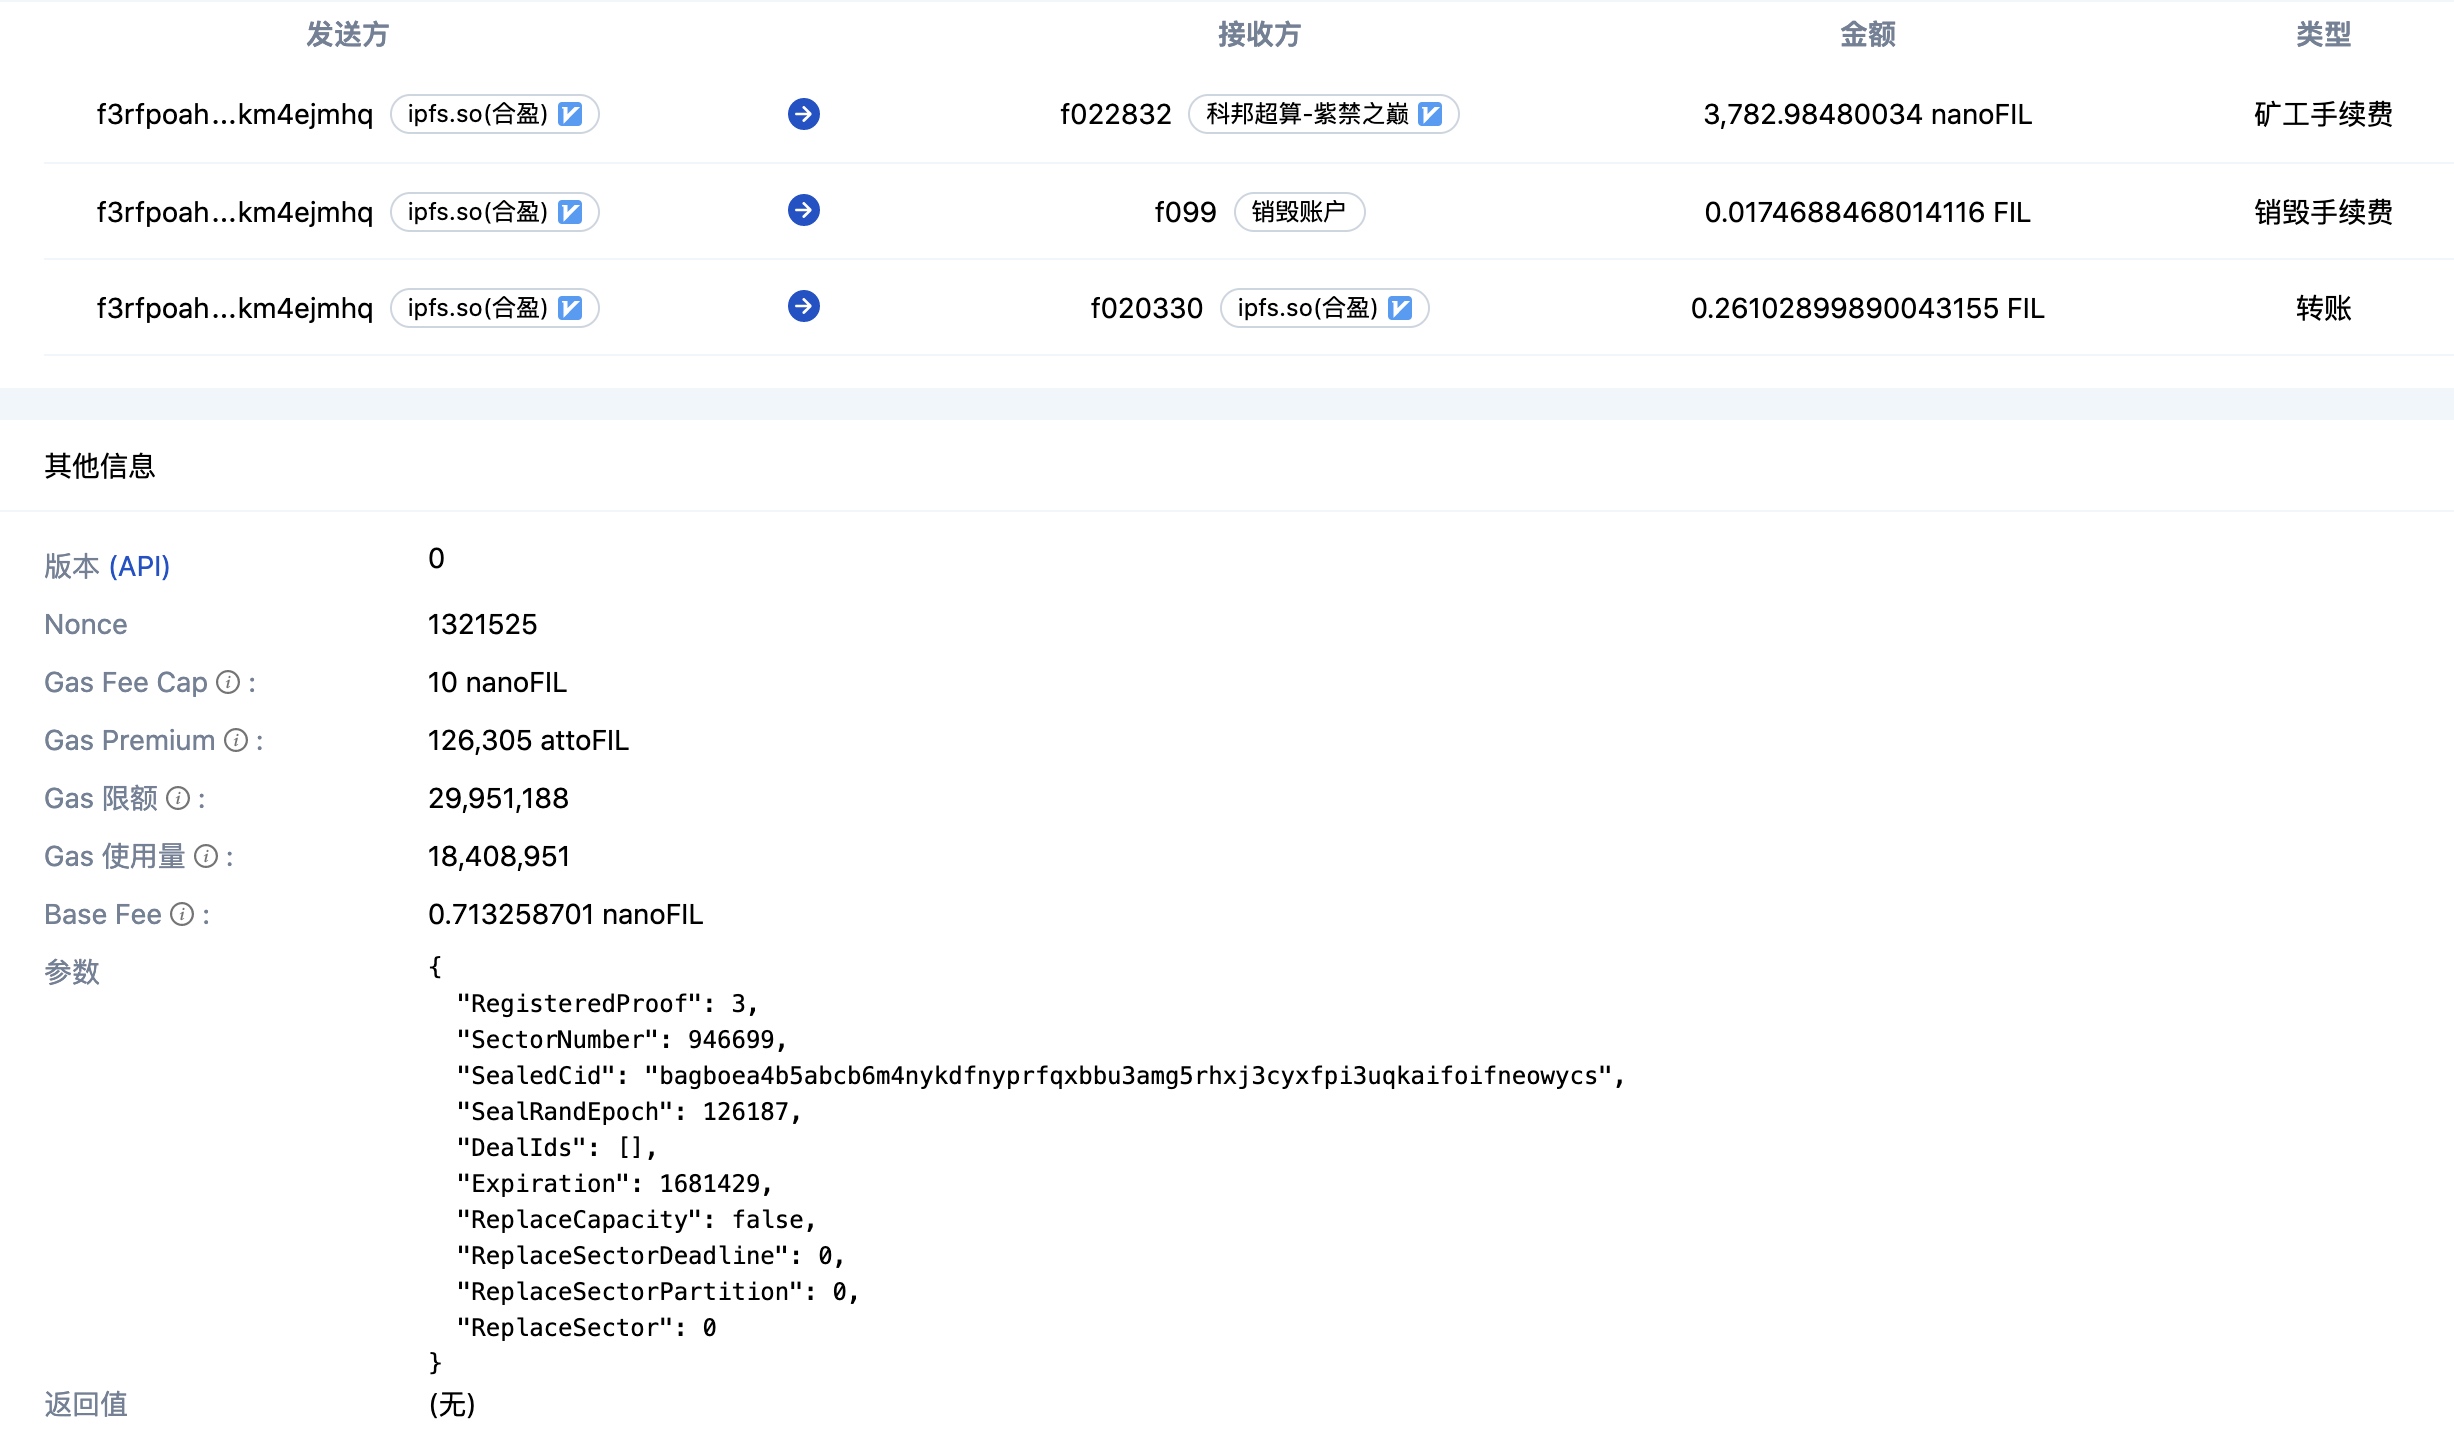 发送方 接收方 金额 类型
f3rfpoah...km4ejmhq ipfs.so(合盈) f022832 科邦超算-紫禁之巅 3,782.98480034 nanoFIL 矿工手续费
f3rfpoah...km4ejmhq ipfs.so(合盈) f099 销毁账户 0.0174688468014116 FIL 销毁手续费
f3rfpoah...km4ejmhq ipfs.so(合盈) f020330 ipfs.so(合盈) 0.26102899890043155 FIL 转账
其他信息
版本 (API) 0
Nonce 1321525
Gas Fee Cap : 10 nanoFIL
Gas Premium : 126,305 attoFIL
Gas 限额 : 29,951,188
Gas 使用量 : 18,408,951
Base Fee : 0.713258701 nanoFIL
参数 {
"RegisteredProof": 3,
"SectorNumber": 946699,
"SealedCid": "bagboea4b5abcb6m4nykdfnyprfqxbbu3amg5rhxj3cyxfpi3uqkaifoifneowycs",
"SealRandEpoch": 126187,
"DealIds": [],
"Expiration": 1681429,
"ReplaceCapacity": false,
"ReplaceSectorDeadline": 0,
"ReplaceSectorPartition": 0,
"ReplaceSector": 0
}
返回值 (无)